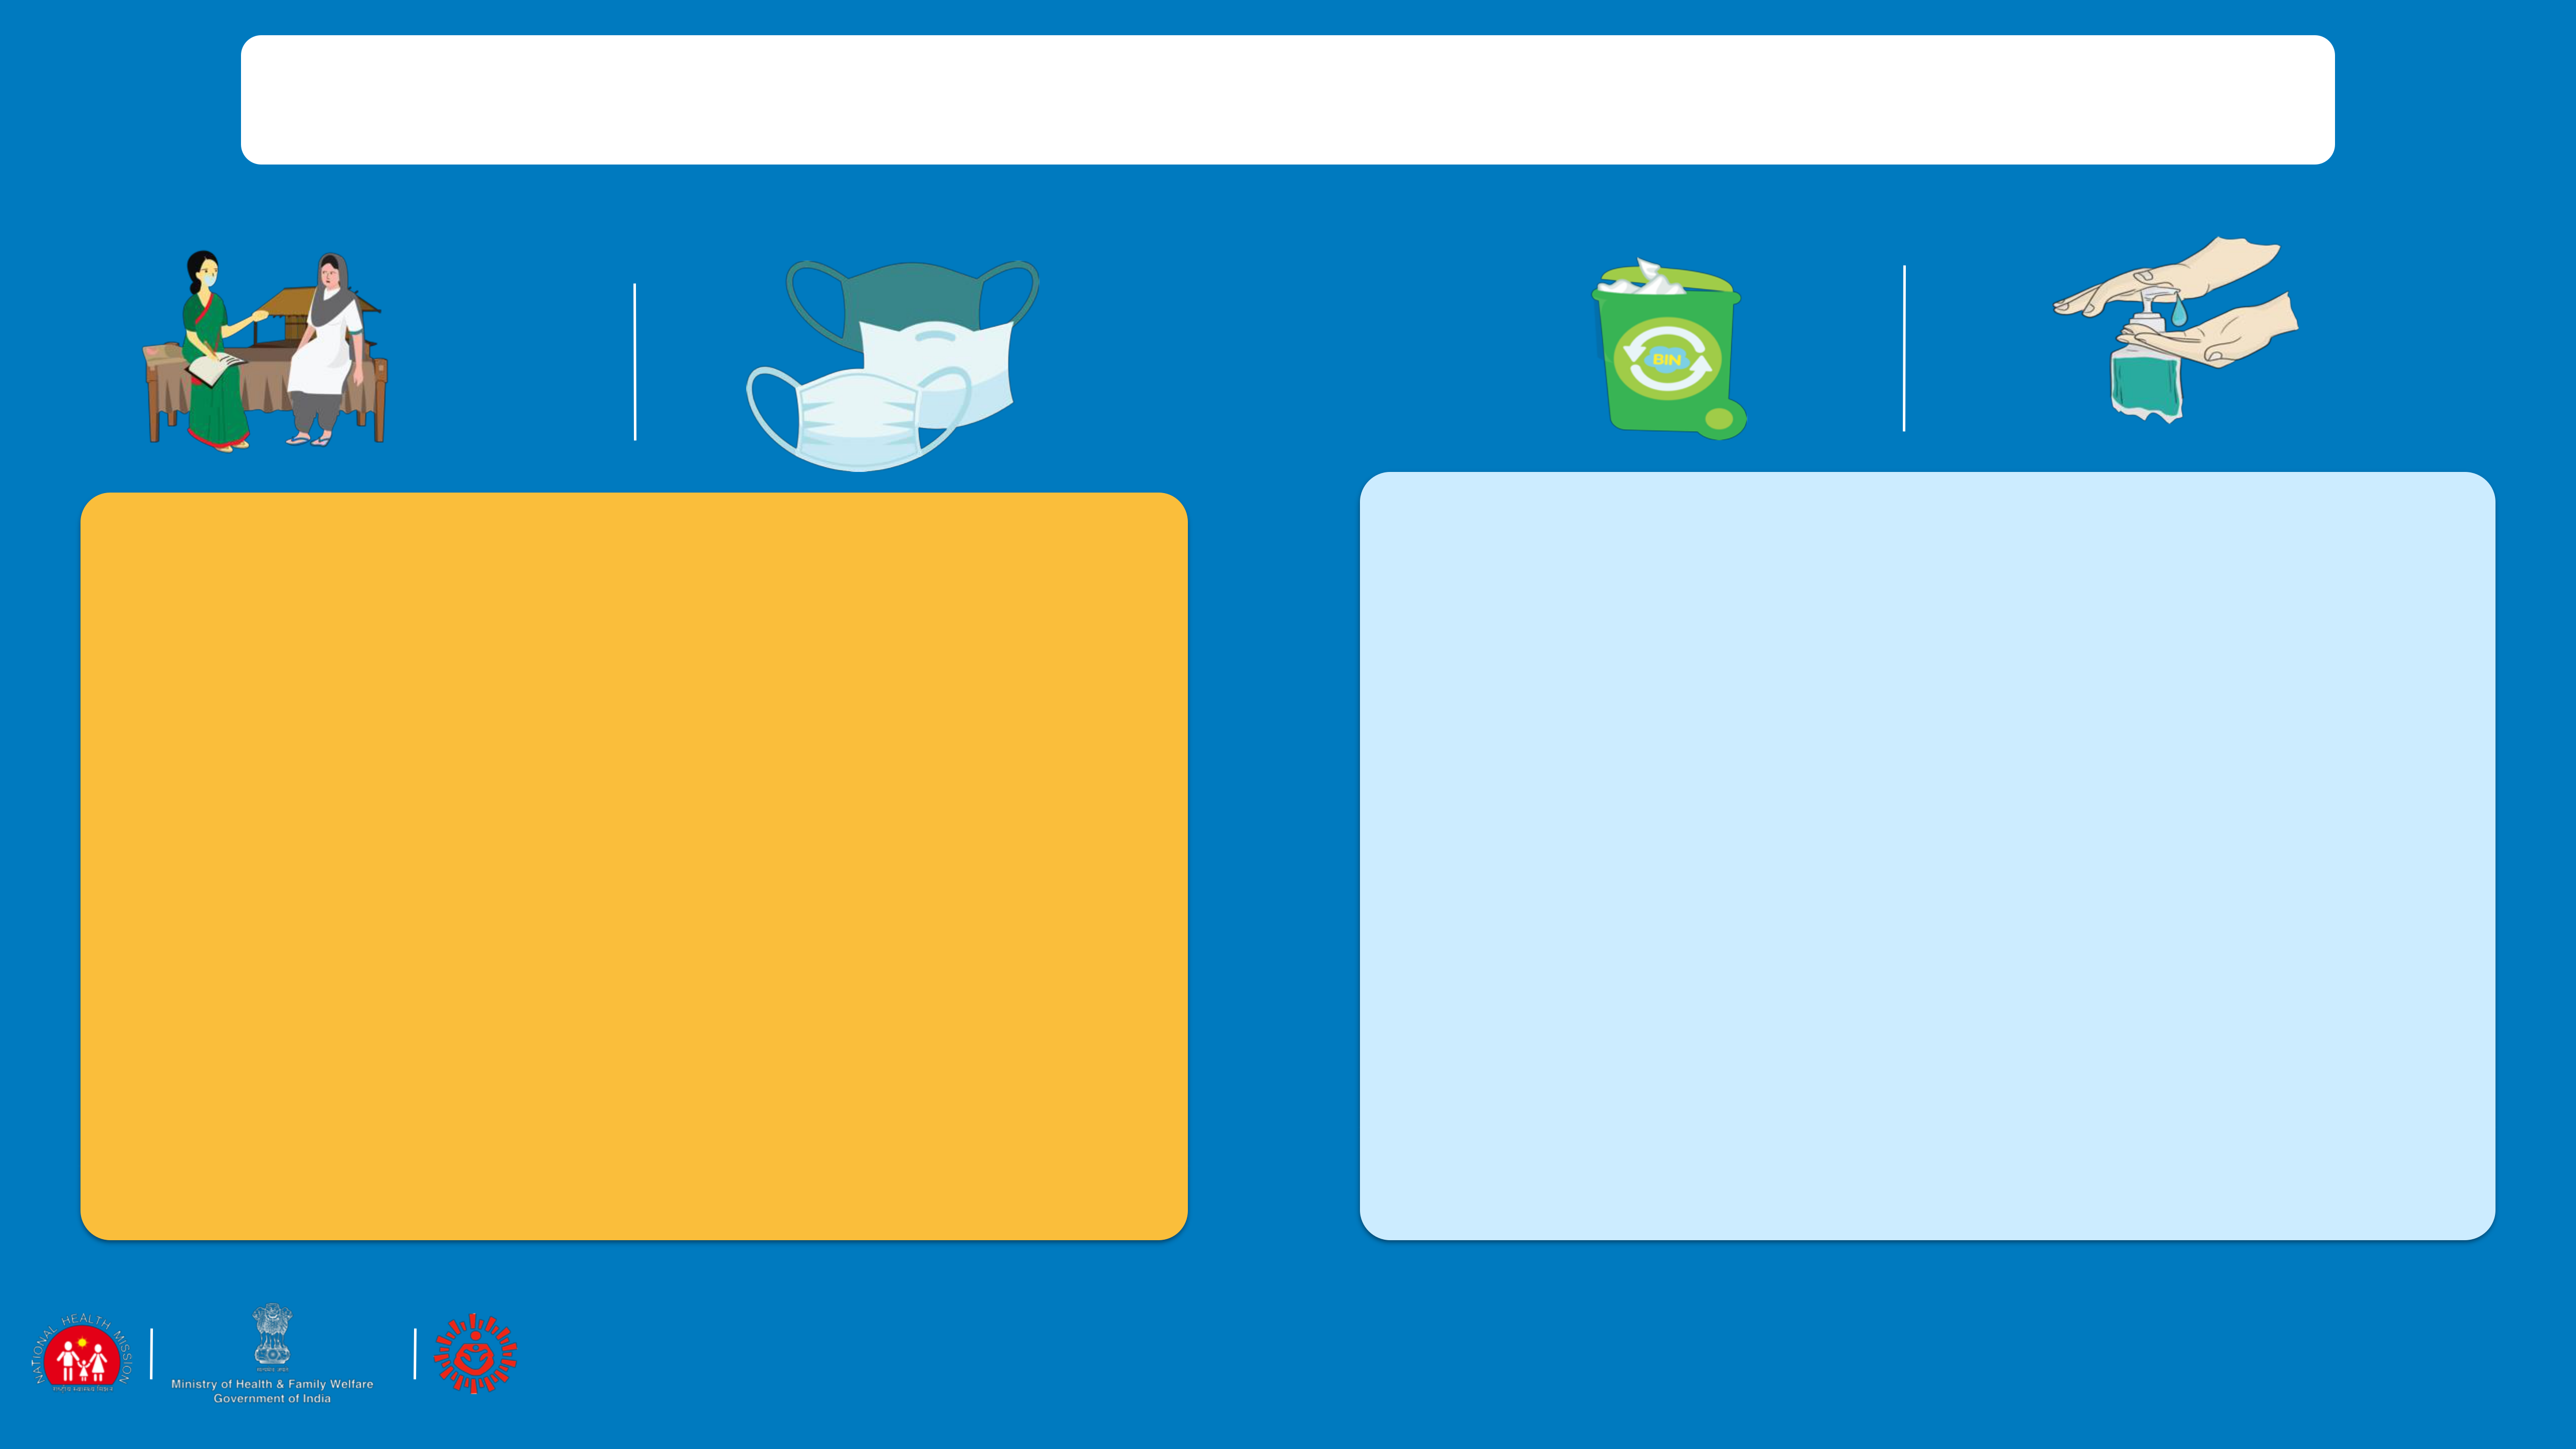 BIN
NATIONAL HEALTH MISSION
Ministry of Health & Family Welfare
Government of India